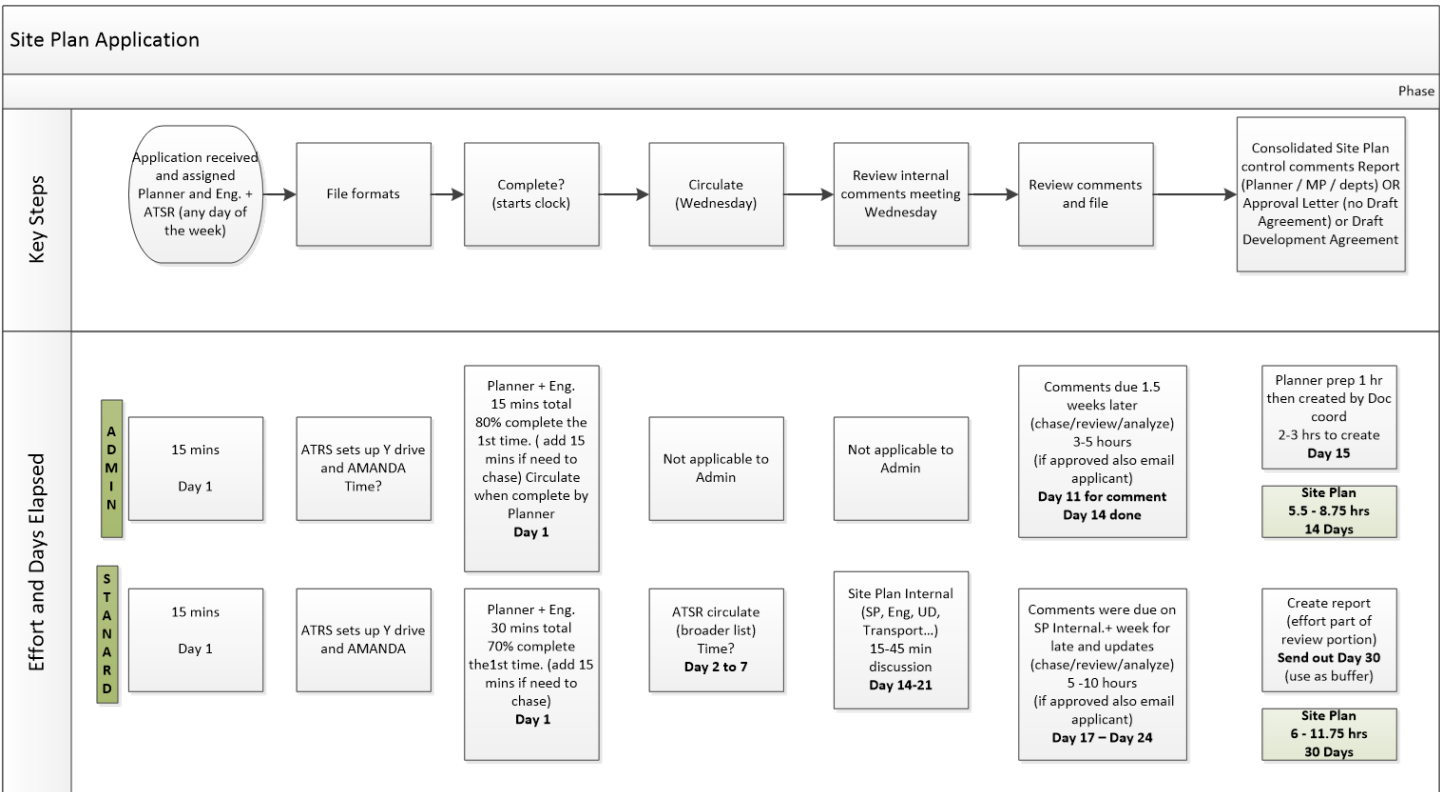 Site Plan Application
Phase
Key Steps
Application received
and assigned
Planner and Eng. +
ATSR (any day of
the week)
File formats
Complete?
(starts clock)
Circulate
(Wednesday)
Review internal
comments meeting
Wednesday
Review comments
and file
Consolidated Site Plan
control comments Report
(Planner / MP / depts) OR
Approval Letter (no Draft
Agreement) or Draft
Development Agreement
Effort and Days Elapsed
ADMIN
15 mins
Day 1
ATRS sets up Y drive
and AMANDA
Time?
Planner + Eng.
15 mins total
80% complete the
1st time. ( add 15
mins if need to
chase) Circulate
when complete by
Planner
Day 1
Not applicable to
Admin
Not applicable to
Admin
Comments due 1.5
weeks later
(chase/review/analyze)
3-5 hours
(if approved also email
applicant)
Day 11 for comment
Day 14 done
Planner prep 1 hr
then created by Doc
coord
2-3 hrs to create
Day 15
Site Plan
5.5 - 8.75 hrs
14 Days
STANARD
15 mins
Day 1
ATRS sets up Y drive
and AMANDA
Planner + Eng.
30 mins total
70% complete
the1st time. (add 15
mins if need to
chase)
Day 1
ATSR circulate
(broader list)
Time?
Day 2 to 7
Site Plan Internal
(SP, Eng, UD,
Transport...)
15-45 min
discussion
Day 14-21
Comments were due on
SP Internal.+ week for
late and updates
(chase/review/analyze)
5 -10 hours
(if approved also email
applicant)
Day 17 – Day 24
Create report
(effort part of
review portion)
Send out Day 30
(use as buffer)
Site Plan
6 - 11.75 hrs
30 Days